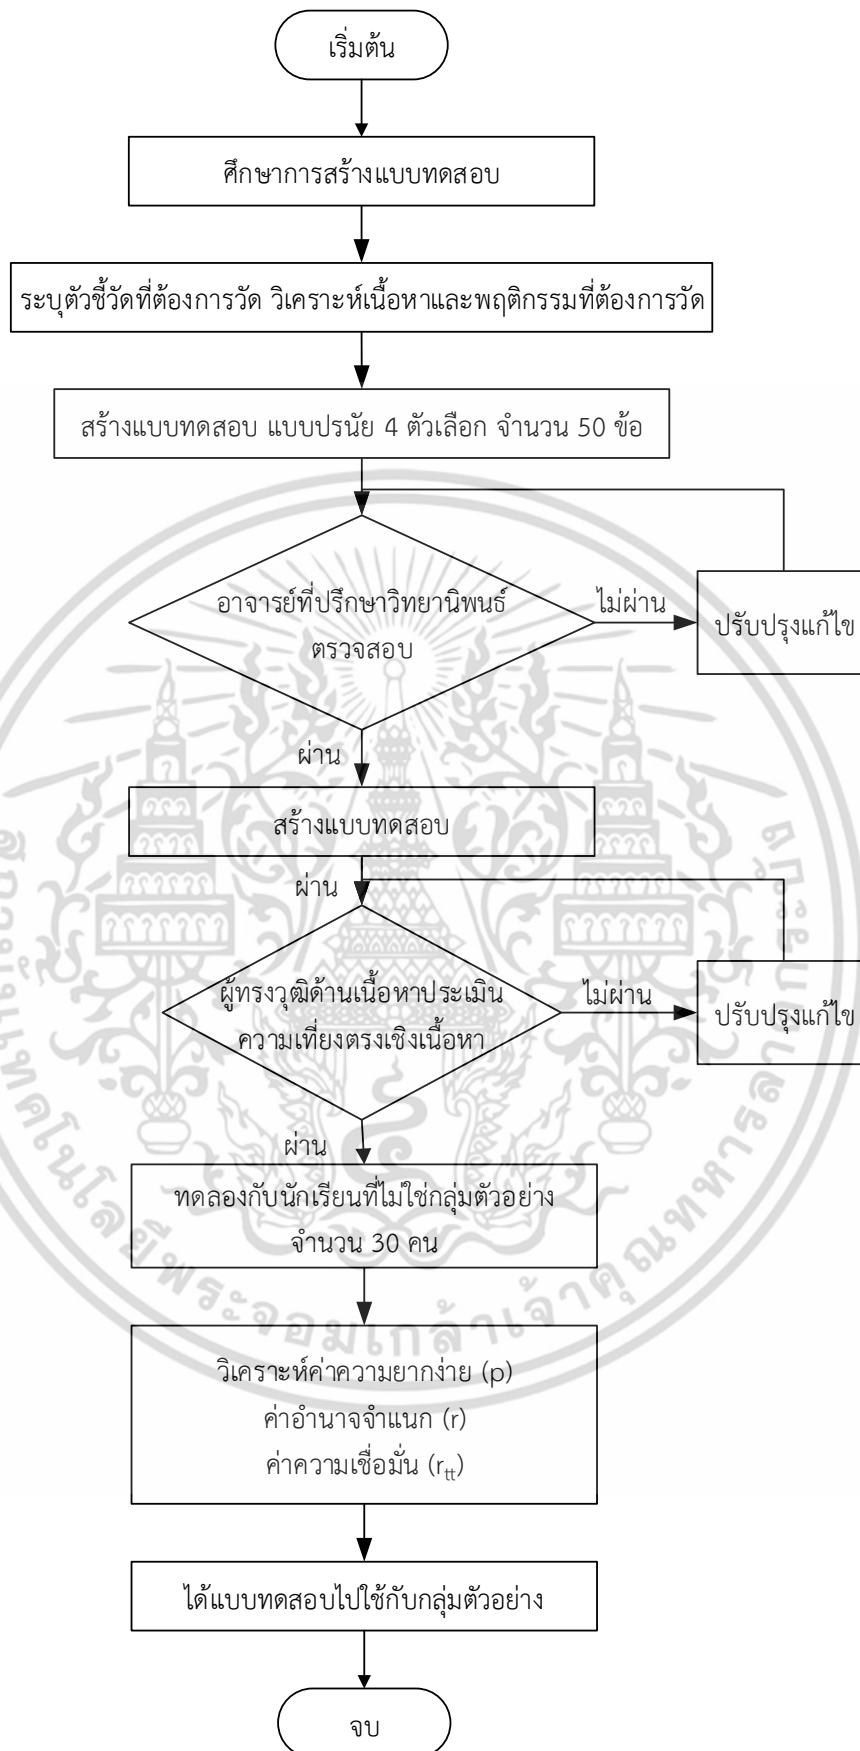 เริ่มต้น
ศึกษาการสร้างแบบทดสอบ
ระบุตัวชี้วัดที่ต้องการวัด วิเคราะห์เนื้อหาและพฤติกรรมที่ต้องการวัด
สร้างแบบทดสอบ แบบปรนัย 4 ตัวเลือก จำนวน 50 ข้อ
อาจารย์ที่ปรึกษาวิทยานิพนธ์
ตรวจสอบ
ไม่ผ่าน
ปรับปรุงแก้ไข
ผ่าน
สร้างแบบทดสอบ
ผ่าน
ผู้ทรงวุฒิด้านเนื้อหาประเมิน
ความเที่ยงตรงเชิงเนื้อหา
ไม่ผ่าน
ปรับปรุงแก้ไข
ผ่าน
ทดลองกับนักเรียนที่ไม่ใช่กลุ่มตัวอย่าง
จำนวน 30 คน
วิเคราะห์ค่าความยากง่าย (p)
ค่าอำนาจจำแนก (r)
ค่าความเชื่อมั่น (rtt)
ได้แบบทดสอบไปใช้กับกลุ่มตัวอย่าง
จบ